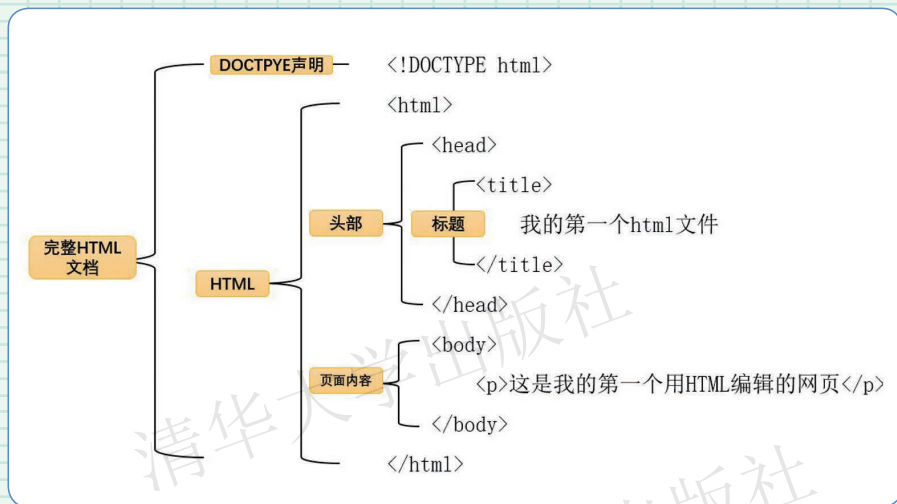 DOCTPYE声明
<!DOCTYPE html>
<html>
<head>
<title>
头部
标题
我的第一个html文件
完整HTML
文档
</title>
HTML
</head>
<body>
页面内容
<p>这是我的第一个用HTML编辑的网页</p>
</body>
</html>
清华大学出版社
出版社